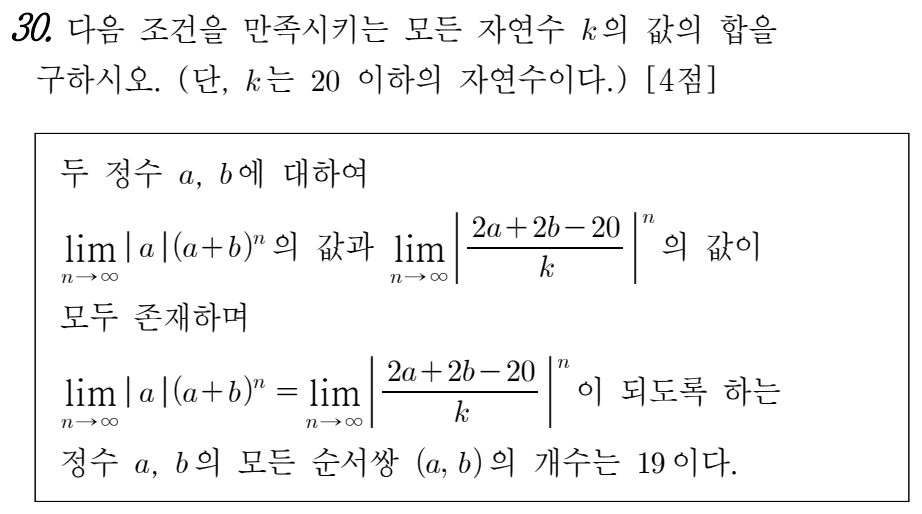 30. 다음 조건을 만족시키는 모든 자연수 k의 값의 합을
구하시오. (단, k는 20 이하의 자연수이다.) [4점]
두 정수 a, b에 대하여
lim_{n→∞} |a|(a+b)^n 의 값과 lim_{n→∞} |(2a+2b−20)/k|^n 의 값이
모두 존재하며
lim_{n→∞} |a|(a+b)^n = lim_{n→∞} |(2a+2b−20)/k|^n 이 되도록 하는
정수 a, b의 모든 순서쌍 (a, b)의 개수는 19이다.